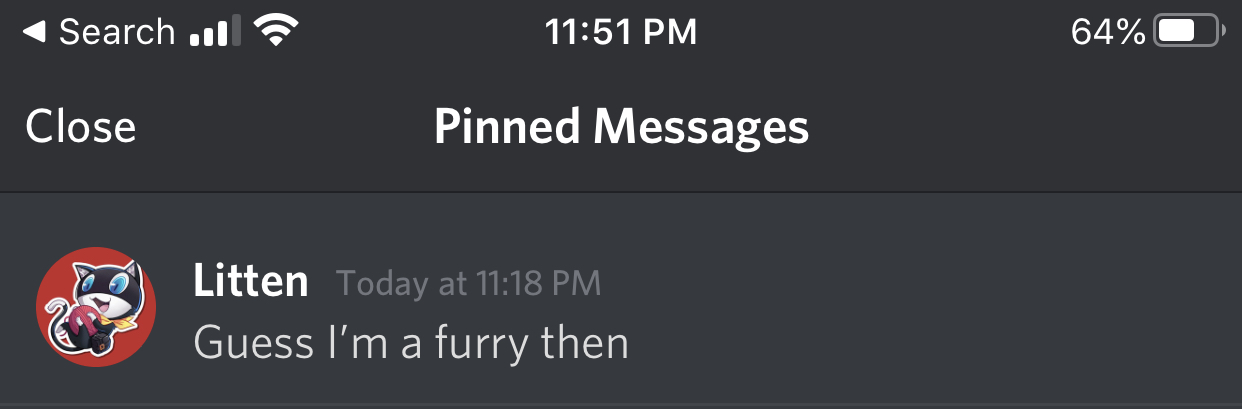 Search 11:51 PM 64%
Close Pinned Messages
Litten Today at 11:18 PM
Guess I’m a furry then